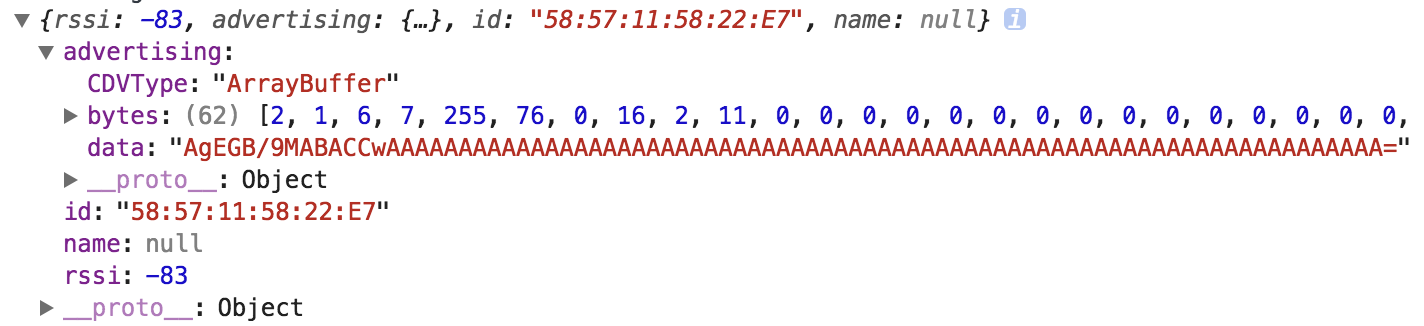 ▼ {rssi: -83, advertising: {…}, id: "58:57:11:58:22:E7", name: null} i
▼ advertising:
CDVType: "ArrayBuffer"
▶ bytes: (62) [2, 1, 6, 7, 255, 76, 0, 16, 2, 11, 0, 0, 0, 0, 0, 0, 0, 0, 0, 0, 0, 0, 0, 0, 0,
data: "AgEGB/9MABACCwAAAAAAAAAAAAAAAAAAAAAAAAAAAAAAAAAAAAAAAAAAAAAAAAAAAAAAAAAAAAAAAAAAAAA="
▶ __proto__: Object
id: "58:57:11:58:22:E7"
name: null
rssi: -83
▶ __proto__: Object